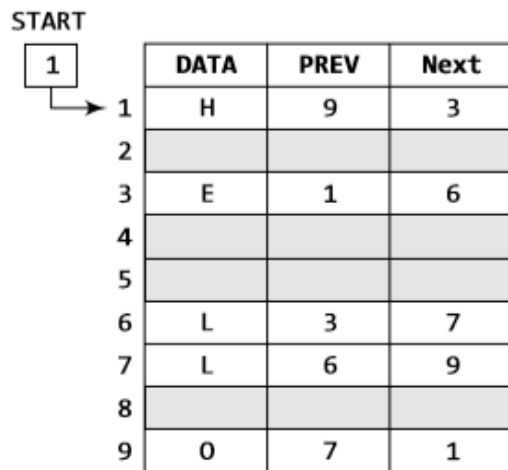 START
1
DATA PREV Next
1 H 9 3
2
3 E 1 6
4
5
6 L 3 7
7 L 6 9
8
9 O 7 1